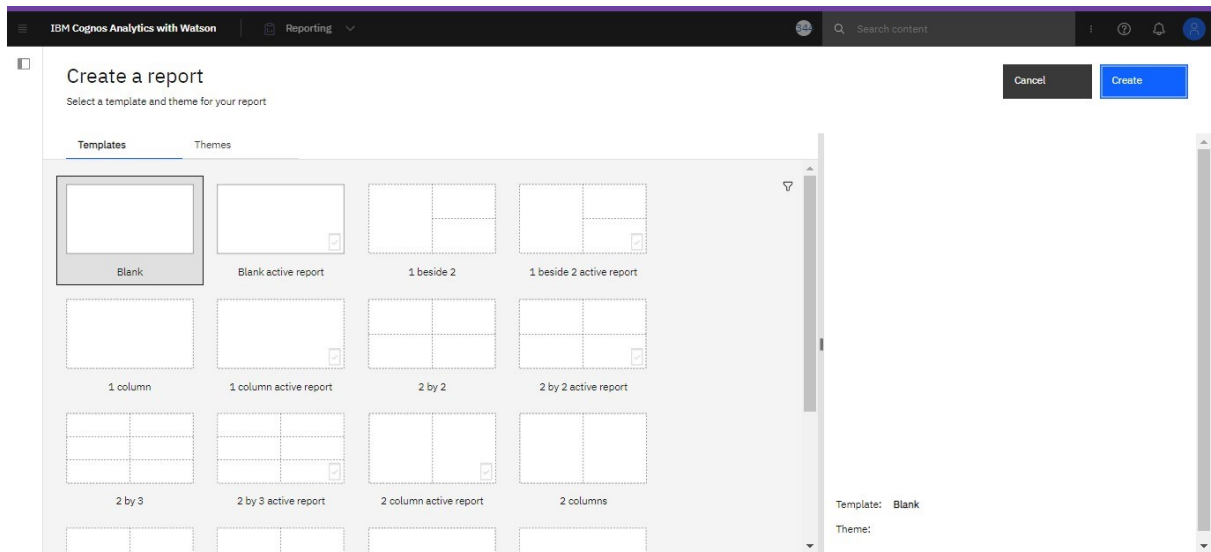 IBM Cognos Analytics with Watson
Reporting
344
Search content
Create a report
Select a template and theme for your report
Cancel
Create
Templates
Themes
Blank
Blank active report
1 beside 2
1 beside 2 active report
1 column
1 column active report
2 by 2
2 by 2 active report
2 by 3
2 by 3 active report
2 column active report
2 columns
Template: Blank
Theme: